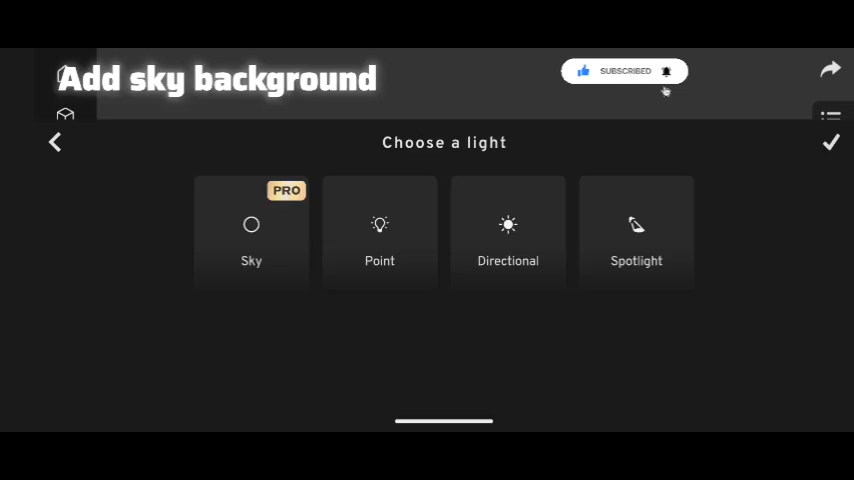 Add sky background
SUBSCRIBED
Choose a light
PRO
Sky
Point
Directional
Spotlight